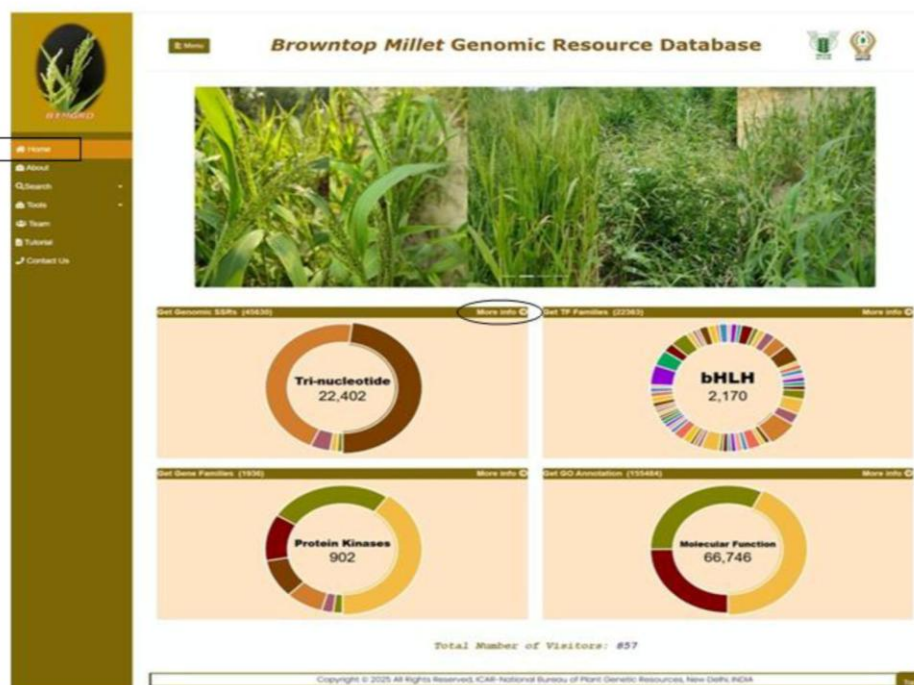 BTMGRD
Menu
Browntop Millet Genomic Resource Database
Home
About
Search
Tools
Team
Tutorial
Contact Us
Get Genomic SSRs (45630) More info
Get TF Families (22363) More info
Tri-nucleotide
22,402
bHLH
2,170
Get Gene Families (1936) More info
Get GO Annotation (155484) More info
Protein Kinases
902
Molecular Function
66,746
Total Number of Visitors: 857
Copyright © 2025 All Rights Reserved, ICAR-National Bureau of Plant Genetic Resources, New Delhi, INDIA